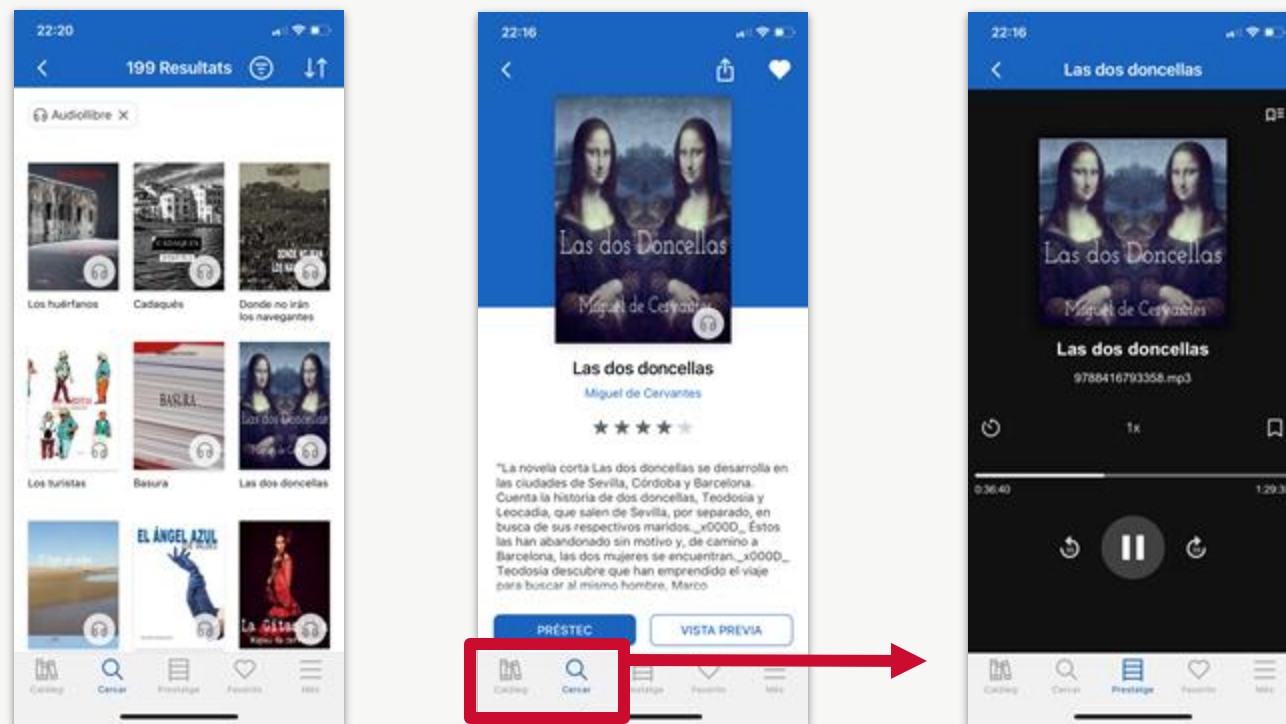 22:20
199 Resultats
Audiollibre X
CADAQUÉS
Los huérfanos
Cadaqués
Donde no irán
los navegantes
BASURA
Las dos Doncellas
Los turistas
Basura
Las dos doncellas
EL ÁNGEL AZUL
La Gita
Catàleg
Cercar
Prestatge
Favorits
Més
22:16
Las dos Doncellas
Miguel de Cervantes
Las dos doncellas
Miguel de Cervantes
"La novela corta Las dos doncellas se desarrolla en
las ciudades de Sevilla, Córdoba y Barcelona.
Cuenta la historia de dos doncellas, Teodosia y
Leocadia, que salen de Sevilla, por separado, en
busca de sus respectivos maridos._x000D_ Éstos
las han abandonado sin motivo y, de camino a
Barcelona, las dos mujeres se encuentran._x000D_
Teodosia descubre que han emprendido el viaje
para buscar al mismo hombre, Marco
PRÉSTEC
VISTA PREVIA
Catàleg
Cercar
Prestatge
Favorits
Més
22:16
Las dos doncellas
Las dos Doncellas
Miguel de Cervantes
Las dos doncellas
9788416793358.mp3
1x
0:36:40
1:29:3
Catàleg
Cercar
Prestatge
Favorits
Més